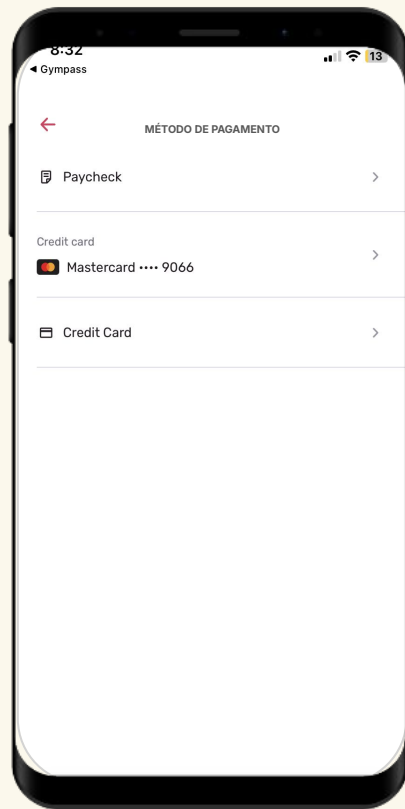 8:32
13
◀ Gympass
MÉTODO DE PAGAMENTO
Paycheck
Credit card
Mastercard •••• 9066
Credit Card